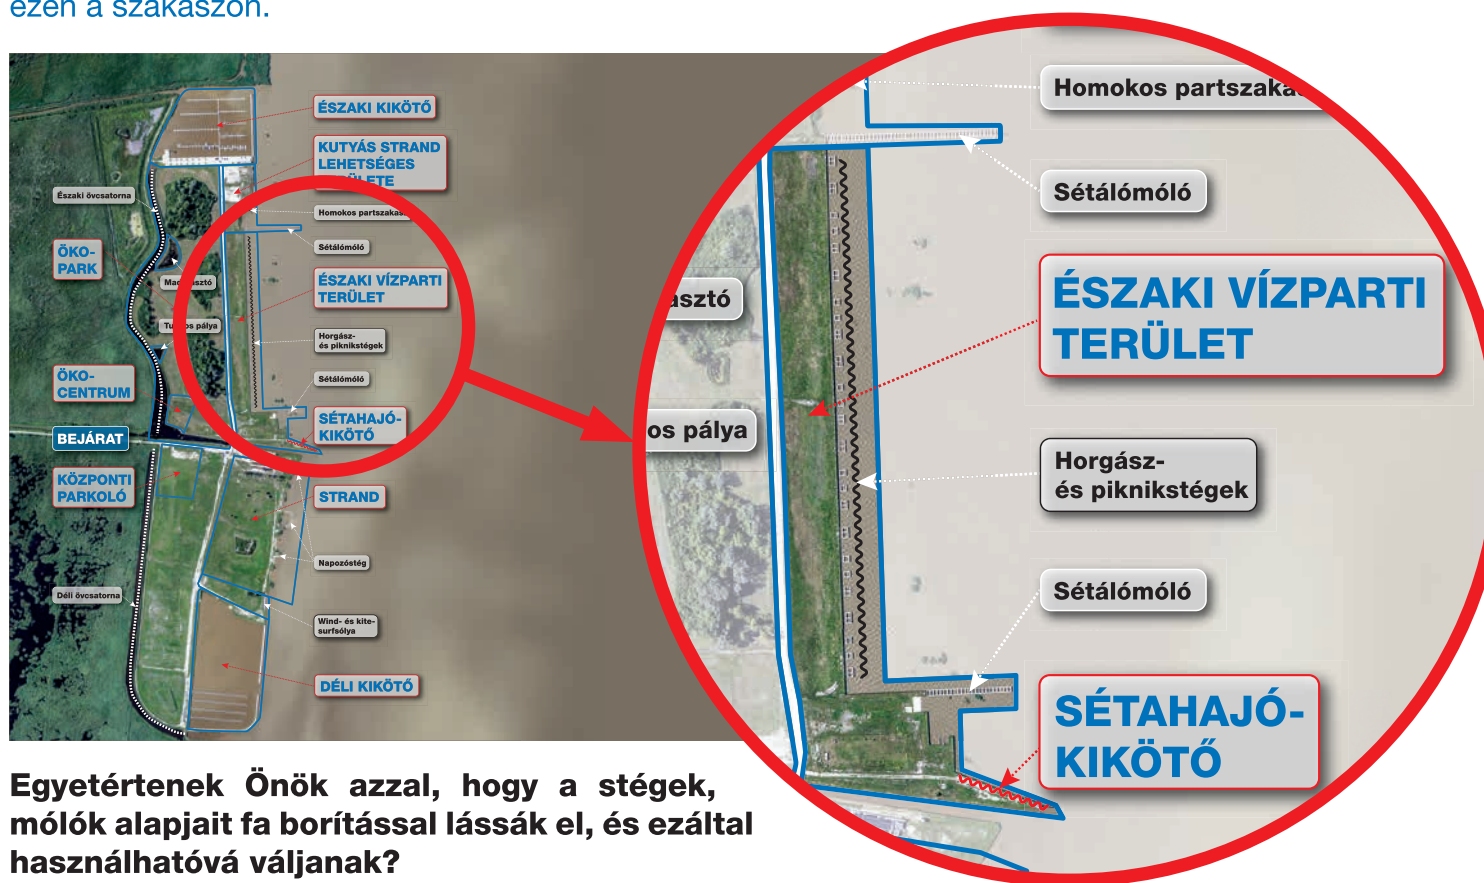 ezen a szakaszon.
ÉSZAKI KIKÖTŐ
KUTYÁS STRAND
LEHETSÉGES
Északi övcsatorna
Homokos partszakas
Sétálómóló
ÖKO-
PARK
ÉSZAKI VÍZPARTI
TERÜLET
Horgász-
és piknikstégek
Sétálómóló
ÖKO-
CENTRUM
SÉTAHAJÓ-
KIKÖTŐ
BEJÁRAT
KÖZPONTI
PARKOLÓ
STRAND
Napozóstég
Déli övcsatorna
Wind- és kite-
surfsólya
DÉLI KIKÖTŐ
Homokos partszaka
Sétálómóló
ÉSZAKI VÍZPARTI
TERÜLET
asztó
os pálya
Horgász-
és piknikstégek
Sétálómóló
SÉTAHAJÓ-
KIKÖTŐ
Egyetértenek Önök azzal, hogy a stégek,
mólók alapjait fa borítással lássák el, és ezáltal
használhatóvá váljanak?